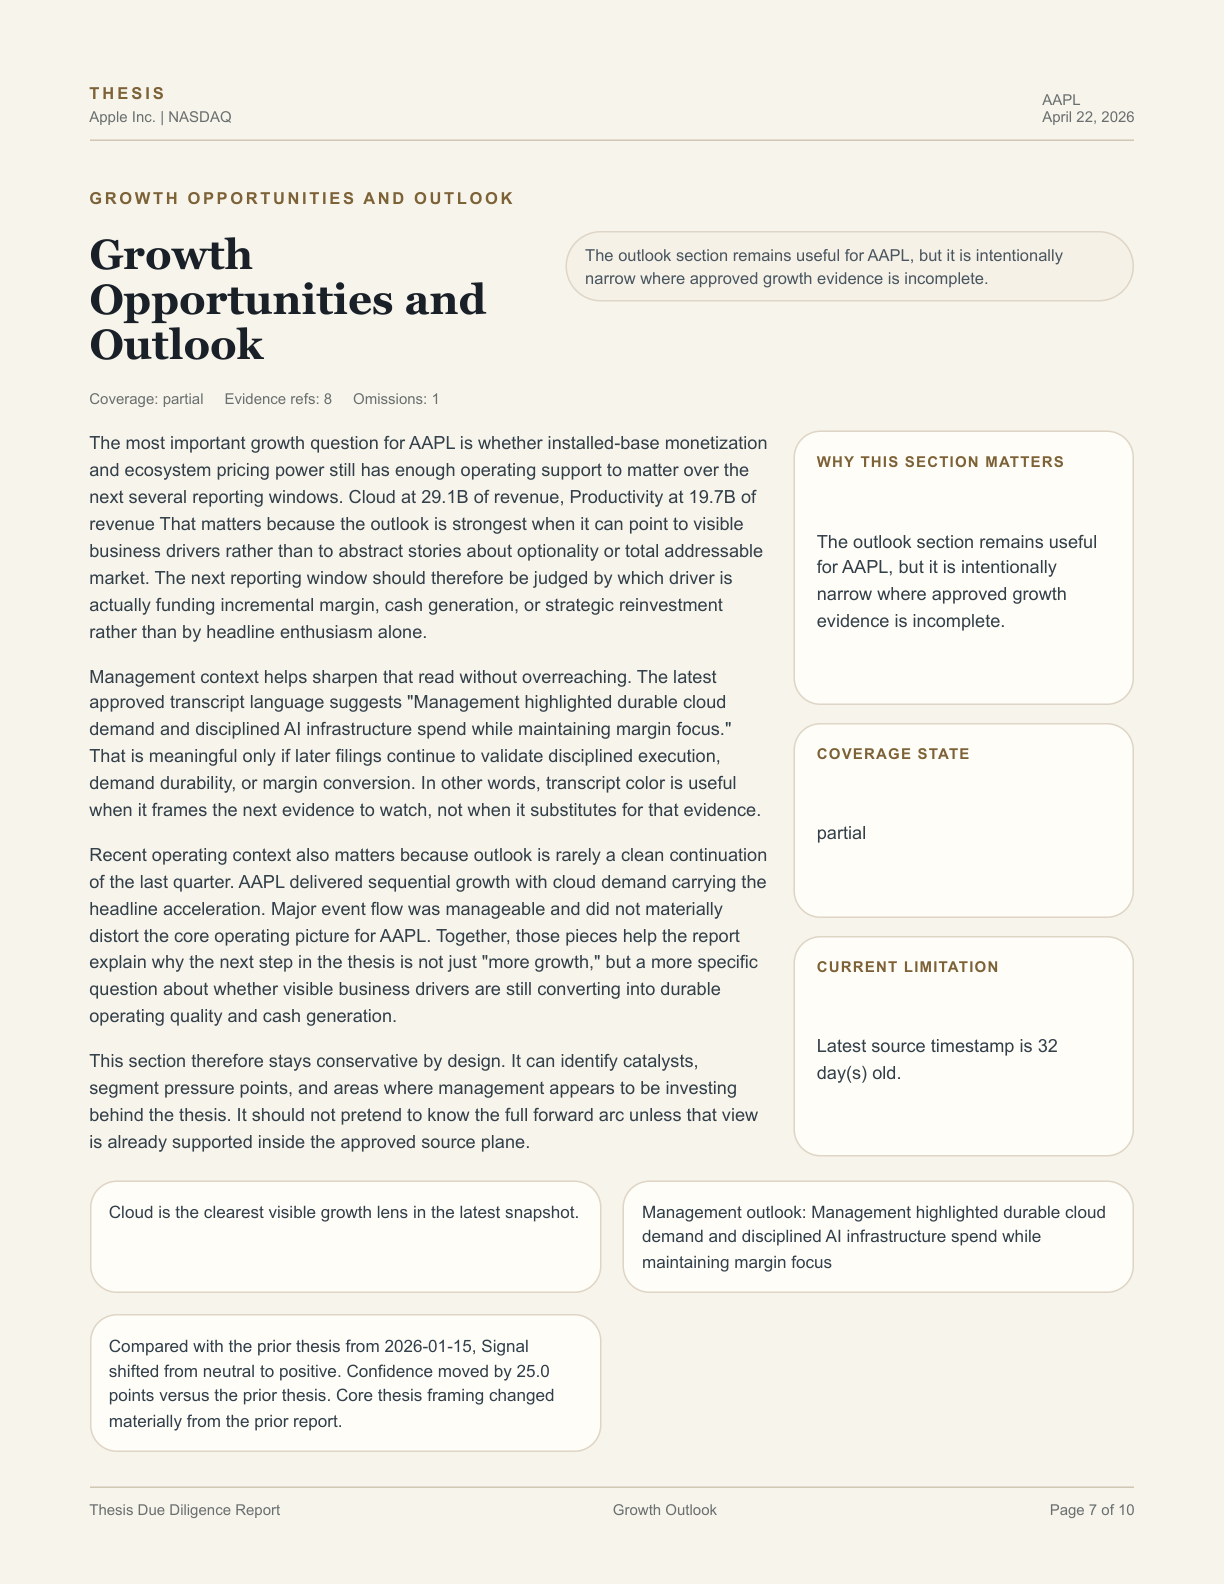 THESIS
Apple Inc. | NASDAQ
AAPL
April 22, 2026
GROWTH OPPORTUNITIES AND OUTLOOK
Growth
Opportunities and
Outlook
The outlook section remains useful for AAPL, but it is intentionally
narrow where approved growth evidence is incomplete.
Coverage: partial Evidence refs: 8 Omissions: 1
The most important growth question for AAPL is whether installed-base monetization
and ecosystem pricing power still has enough operating support to matter over the
next several reporting windows. Cloud at 29.1B of revenue, Productivity at 19.7B of
revenue That matters because the outlook is strongest when it can point to visible
business drivers rather than to abstract stories about optionality or total addressable
market. The next reporting window should therefore be judged by which driver is
actually funding incremental margin, cash generation, or strategic reinvestment
rather than by headline enthusiasm alone.
Management context helps sharpen that read without overreaching. The latest
approved transcript language suggests "Management highlighted durable cloud
demand and disciplined AI infrastructure spend while maintaining margin focus."
That is meaningful only if later filings continue to validate disciplined execution,
demand durability, or margin conversion. In other words, transcript color is useful
when it frames the next evidence to watch, not when it substitutes for that evidence.
Recent operating context also matters because outlook is rarely a clean continuation
of the last quarter. AAPL delivered sequential growth with cloud demand carrying the
headline acceleration. Major event flow was manageable and did not materially
distort the core operating picture for AAPL. Together, those pieces help the report
explain why the next step in the thesis is not just "more growth," but a more specific
question about whether visible business drivers are still converting into durable
operating quality and cash generation.
This section therefore stays conservative by design. It can identify catalysts,
segment pressure points, and areas where management appears to be investing
behind the thesis. It should not pretend to know the full forward arc unless that view
is already supported inside the approved source plane.
WHY THIS SECTION MATTERS
The outlook section remains useful
for AAPL, but it is intentionally
narrow where approved growth
evidence is incomplete.
COVERAGE STATE
partial
CURRENT LIMITATION
Latest source timestamp is 32
day(s) old.
Cloud is the clearest visible growth lens in the latest snapshot.
Management outlook: Management highlighted durable cloud
demand and disciplined AI infrastructure spend while
maintaining margin focus
Compared with the prior thesis from 2026-01-15, Signal
shifted from neutral to positive. Confidence moved by 25.0
points versus the prior thesis. Core thesis framing changed
materially from the prior report.
Thesis Due Diligence Report
Growth Outlook
Page 7 of 10